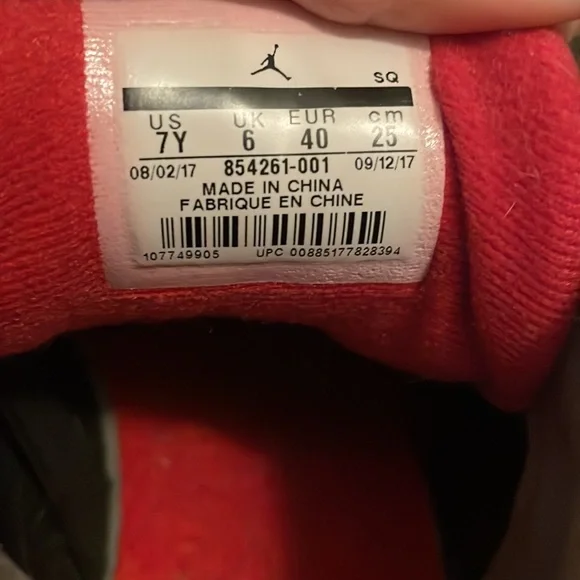 SQ
US UK EUR cm
7Y 6 40 25
08/02/17 854261-001 09/12/17
MADE IN CHINA
FABRIQUE EN CHINE
107749905 UPC 00885177828394